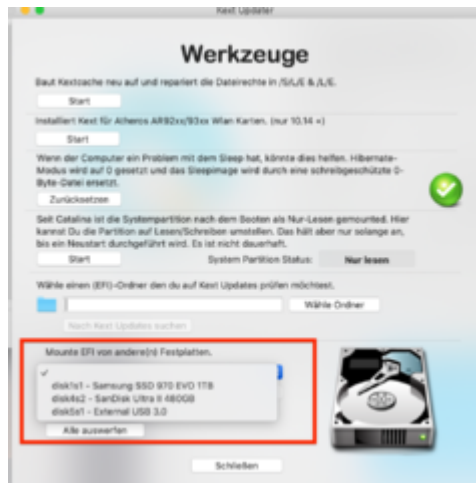 Kext Updater
Werkzeuge
Baut Kextcache neu auf und repariert die Dateirechte in /S/L/E & /L/E.
Start
Installiert Kext für Atheros AR92xx/93xx Wlan Karten. (nur 10.14 +)
Start
Wenn der Computer ein Problem mit dem Sleep hat, könnte dies helfen. Hibernate-
Modus wird auf 0 gesetzt und das Sleepimage wird durch eine schreibgeschützte 0-
Byte-Datei ersetzt.
Zurücksetzen
Seit Catalina ist die Systempartition nach dem Booten als Nur-Lesen gemounted. Hier
kannst Du die Partition auf Lesen/Schreiben umstellen. Das hält aber nur solange an,
bis ein Neustart durchgeführt wird. Es ist nicht dauerhaft.
Start System Partition Status: Nur lesen
Wähle einen (EFI)-Ordner den du auf Kext Updates prüfen möchtest.
Wähle Ordner
Nach Kext Updates suchen
Mounte EFI von andere(n) Festplatten.
disk1s1 - Samsung SSD 970 EVO 1TB
disk4s2 - SanDisk Ultra II 480GB
disk5s1 - External USB 3.0
Alle auswerfen
Schließen